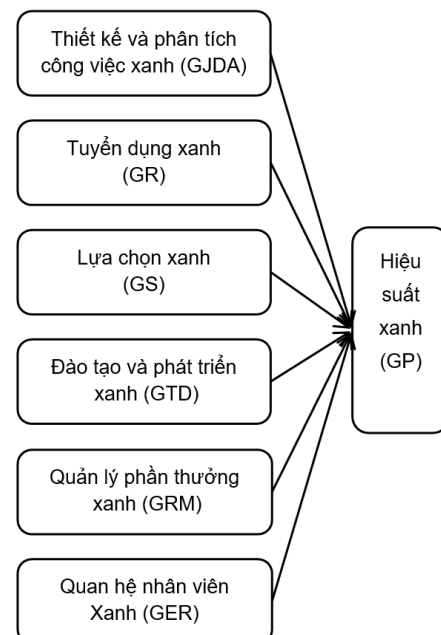 Thiết kế và phân tích
công việc xanh (GJDA)
Tuyển dụng xanh
(GR)
Lựa chọn xanh
(GS)
Đào tạo và phát triển
xanh (GTD)
Quản lý phần thưởng
xanh (GRM)
Quan hệ nhân viên
Xanh (GER)
Hiệu
suất
xanh
(GP)